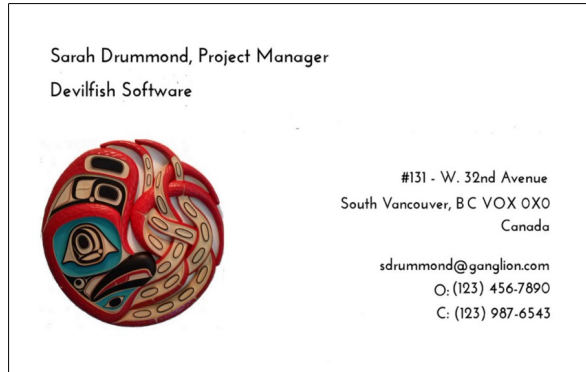 Sarah Drummond, Project Manager
Devilfish Software
#131 - W. 32nd Avenue
South Vancouver, BC VOX 0X0
Canada
sdrummond@ganglion.com
O: (123) 456-7890
C: (123) 987-6543